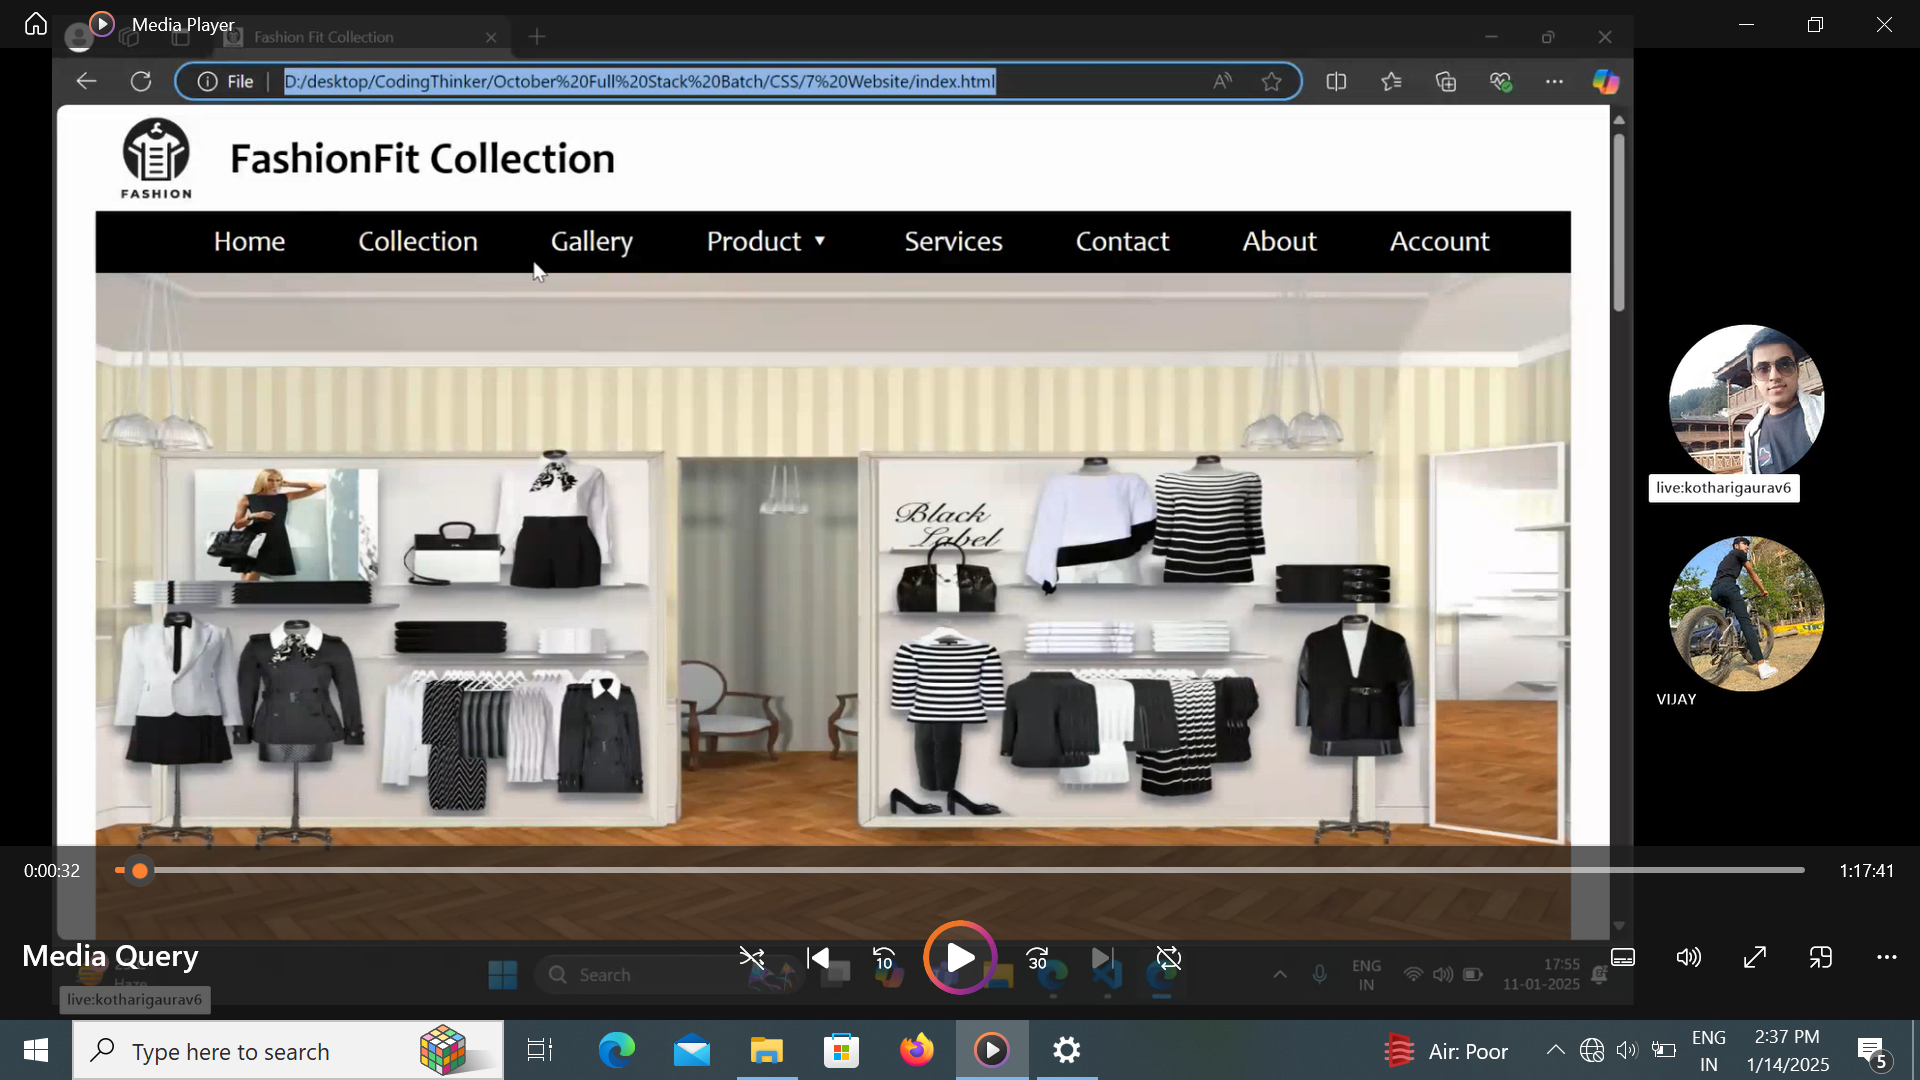 Media Player
Fashion Fit Collection
File
D:/desktop/CodingThinker/October%20Full%20Stack%20Batch/CSS/7%20Website/index.html
FASHION
FashionFit Collection
Home
Collection
Gallery
Product ▼
Services
Contact
About
Account
Black
Label
live:kotharigaurav6
VIJAY
0:00:32
1:17:41
Media Query
10
30
Haze
Search
ENG
IN
17:55
11-01-2025
live:kotharigaurav6
Type here to search
Air: Poor
ENG
IN
2:37 PM
1/14/2025
5